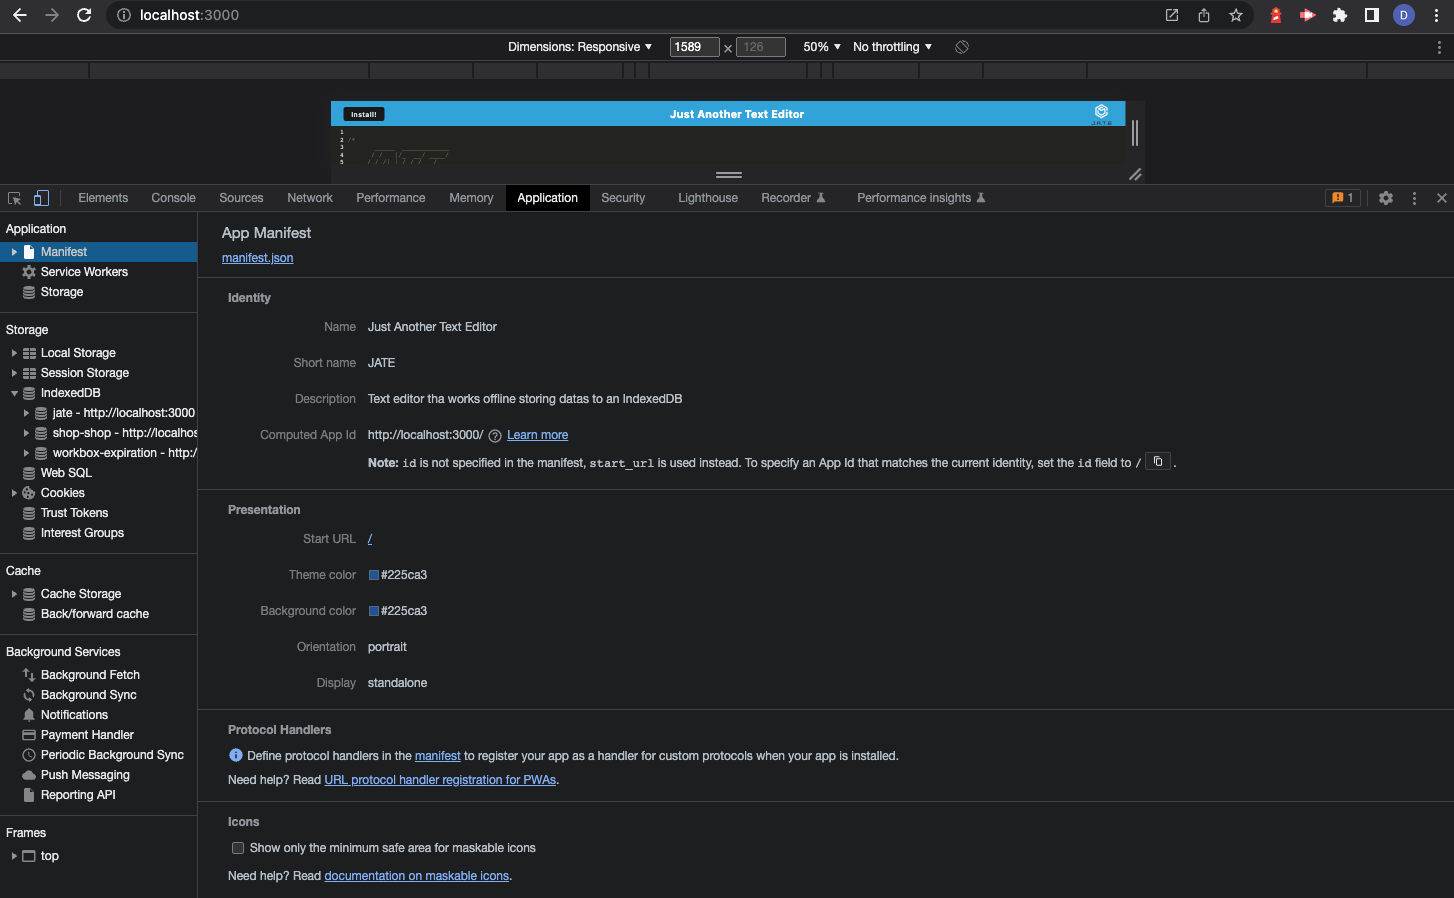 localhost:3000
D
Dimensions: Responsive ▼ 1589 × 126 50% ▼ No throttling ▼
Install! Just Another Text Editor
JATE
1
2 /*
3
4
5
Elements Console Sources Network Performance Memory Application Security Lighthouse Recorder Performance insights 1
Application
Manifest
Service Workers
Storage
Storage
Local Storage
Session Storage
IndexedDB
jate - http://localhost:3000
shop-shop - http://localhos
workbox-expiration - http:/
Web SQL
Cookies
Trust Tokens
Interest Groups
Cache
Cache Storage
Back/forward cache
Background Services
Background Fetch
Background Sync
Notifications
Payment Handler
Periodic Background Sync
Push Messaging
Reporting API
Frames
top
App Manifest
manifest.json
Identity
Name Just Another Text Editor
Short name JATE
Description Text editor tha works offline storing datas to an IndexedDB
Computed App Id http://localhost:3000/ ? Learn more
Note: id is not specified in the manifest, start_url is used instead. To specify an App Id that matches the current identity, set the id field to / .
Presentation
Start URL /
Theme color #225ca3
Background color #225ca3
Orientation portrait
Display standalone
Protocol Handlers
Define protocol handlers in the manifest to register your app as a handler for custom protocols when your app is installed.
Need help? Read URL protocol handler registration for PWAs.
Icons
Show only the minimum safe area for maskable icons
Need help? Read documentation on maskable icons.